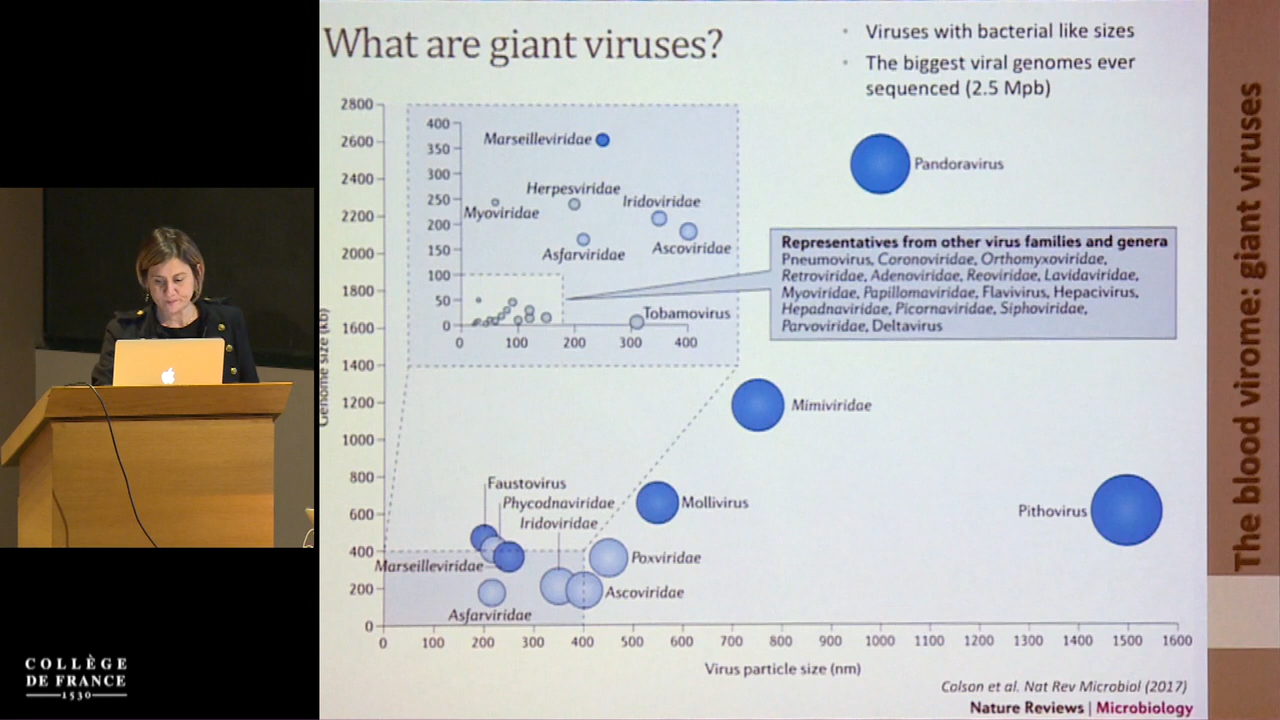 What are giant viruses?
• Viruses with bacterial like sizes
• The biggest viral genomes ever
sequenced (2.5 Mpb)
2800
2600
2400
2200
2000
1800
1600
1400
1200
1000
800
600
400
200
0
Genome size (kb)
400
350
300
250
200
150
100
50
0
0
100
200
300
400
Marseilleviridae
Herpesviridae
Iridoviridae
Myoviridae
Asfarviridae
Ascoviridae
Tobamovirus
Pandoravirus
Representatives from other virus families and genera
Pneumovirus, Coronoviridae, Orthomyxoviridae,
Retroviridae, Adenoviridae, Reoviridae, Lavidaviridae,
Myoviridae, Papillomaviridae, Flavivirus, Hepacivirus,
Hepadnaviridae, Picornaviridae, Siphoviridae,
Parvoviridae, Deltavirus
Mimiviridae
Faustovirus
Phycodnaviridae
Iridoviridae
Mollivirus
Pithovirus
Marseilleviridae
Poxviridae
Ascoviridae
Asfarviridae
0
100
200
300
400
500
600
700
800
900
1000
1100
1200
1300
1400
1500
1600
Virus particle size (nm)
Colson et al. Nat Rev Microbiol (2017)
Nature Reviews | Microbiology
The blood virome: giant viruses
COLLÈGE
DE FRANCE
1530